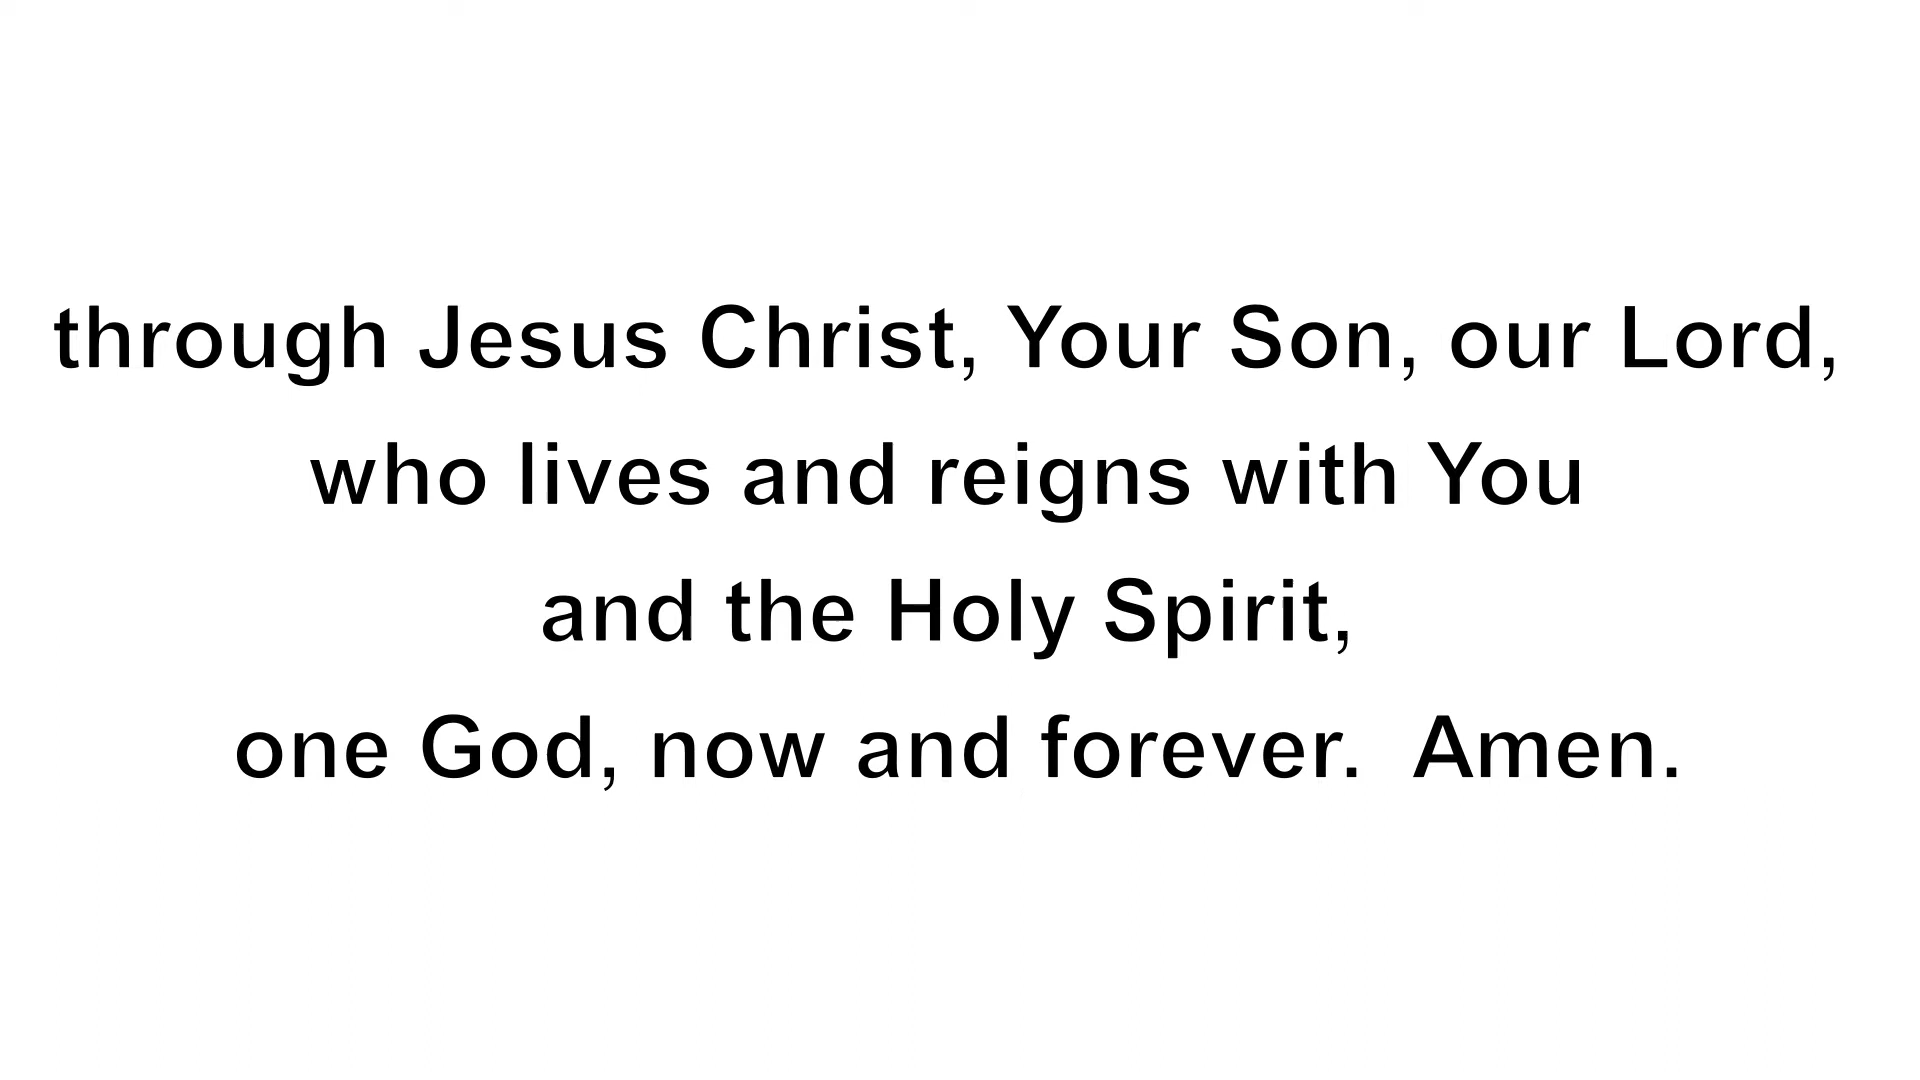 through Jesus Christ, Your Son, our Lord,
who lives and reigns with You
and the Holy Spirit,
one God, now and forever.  Amen.